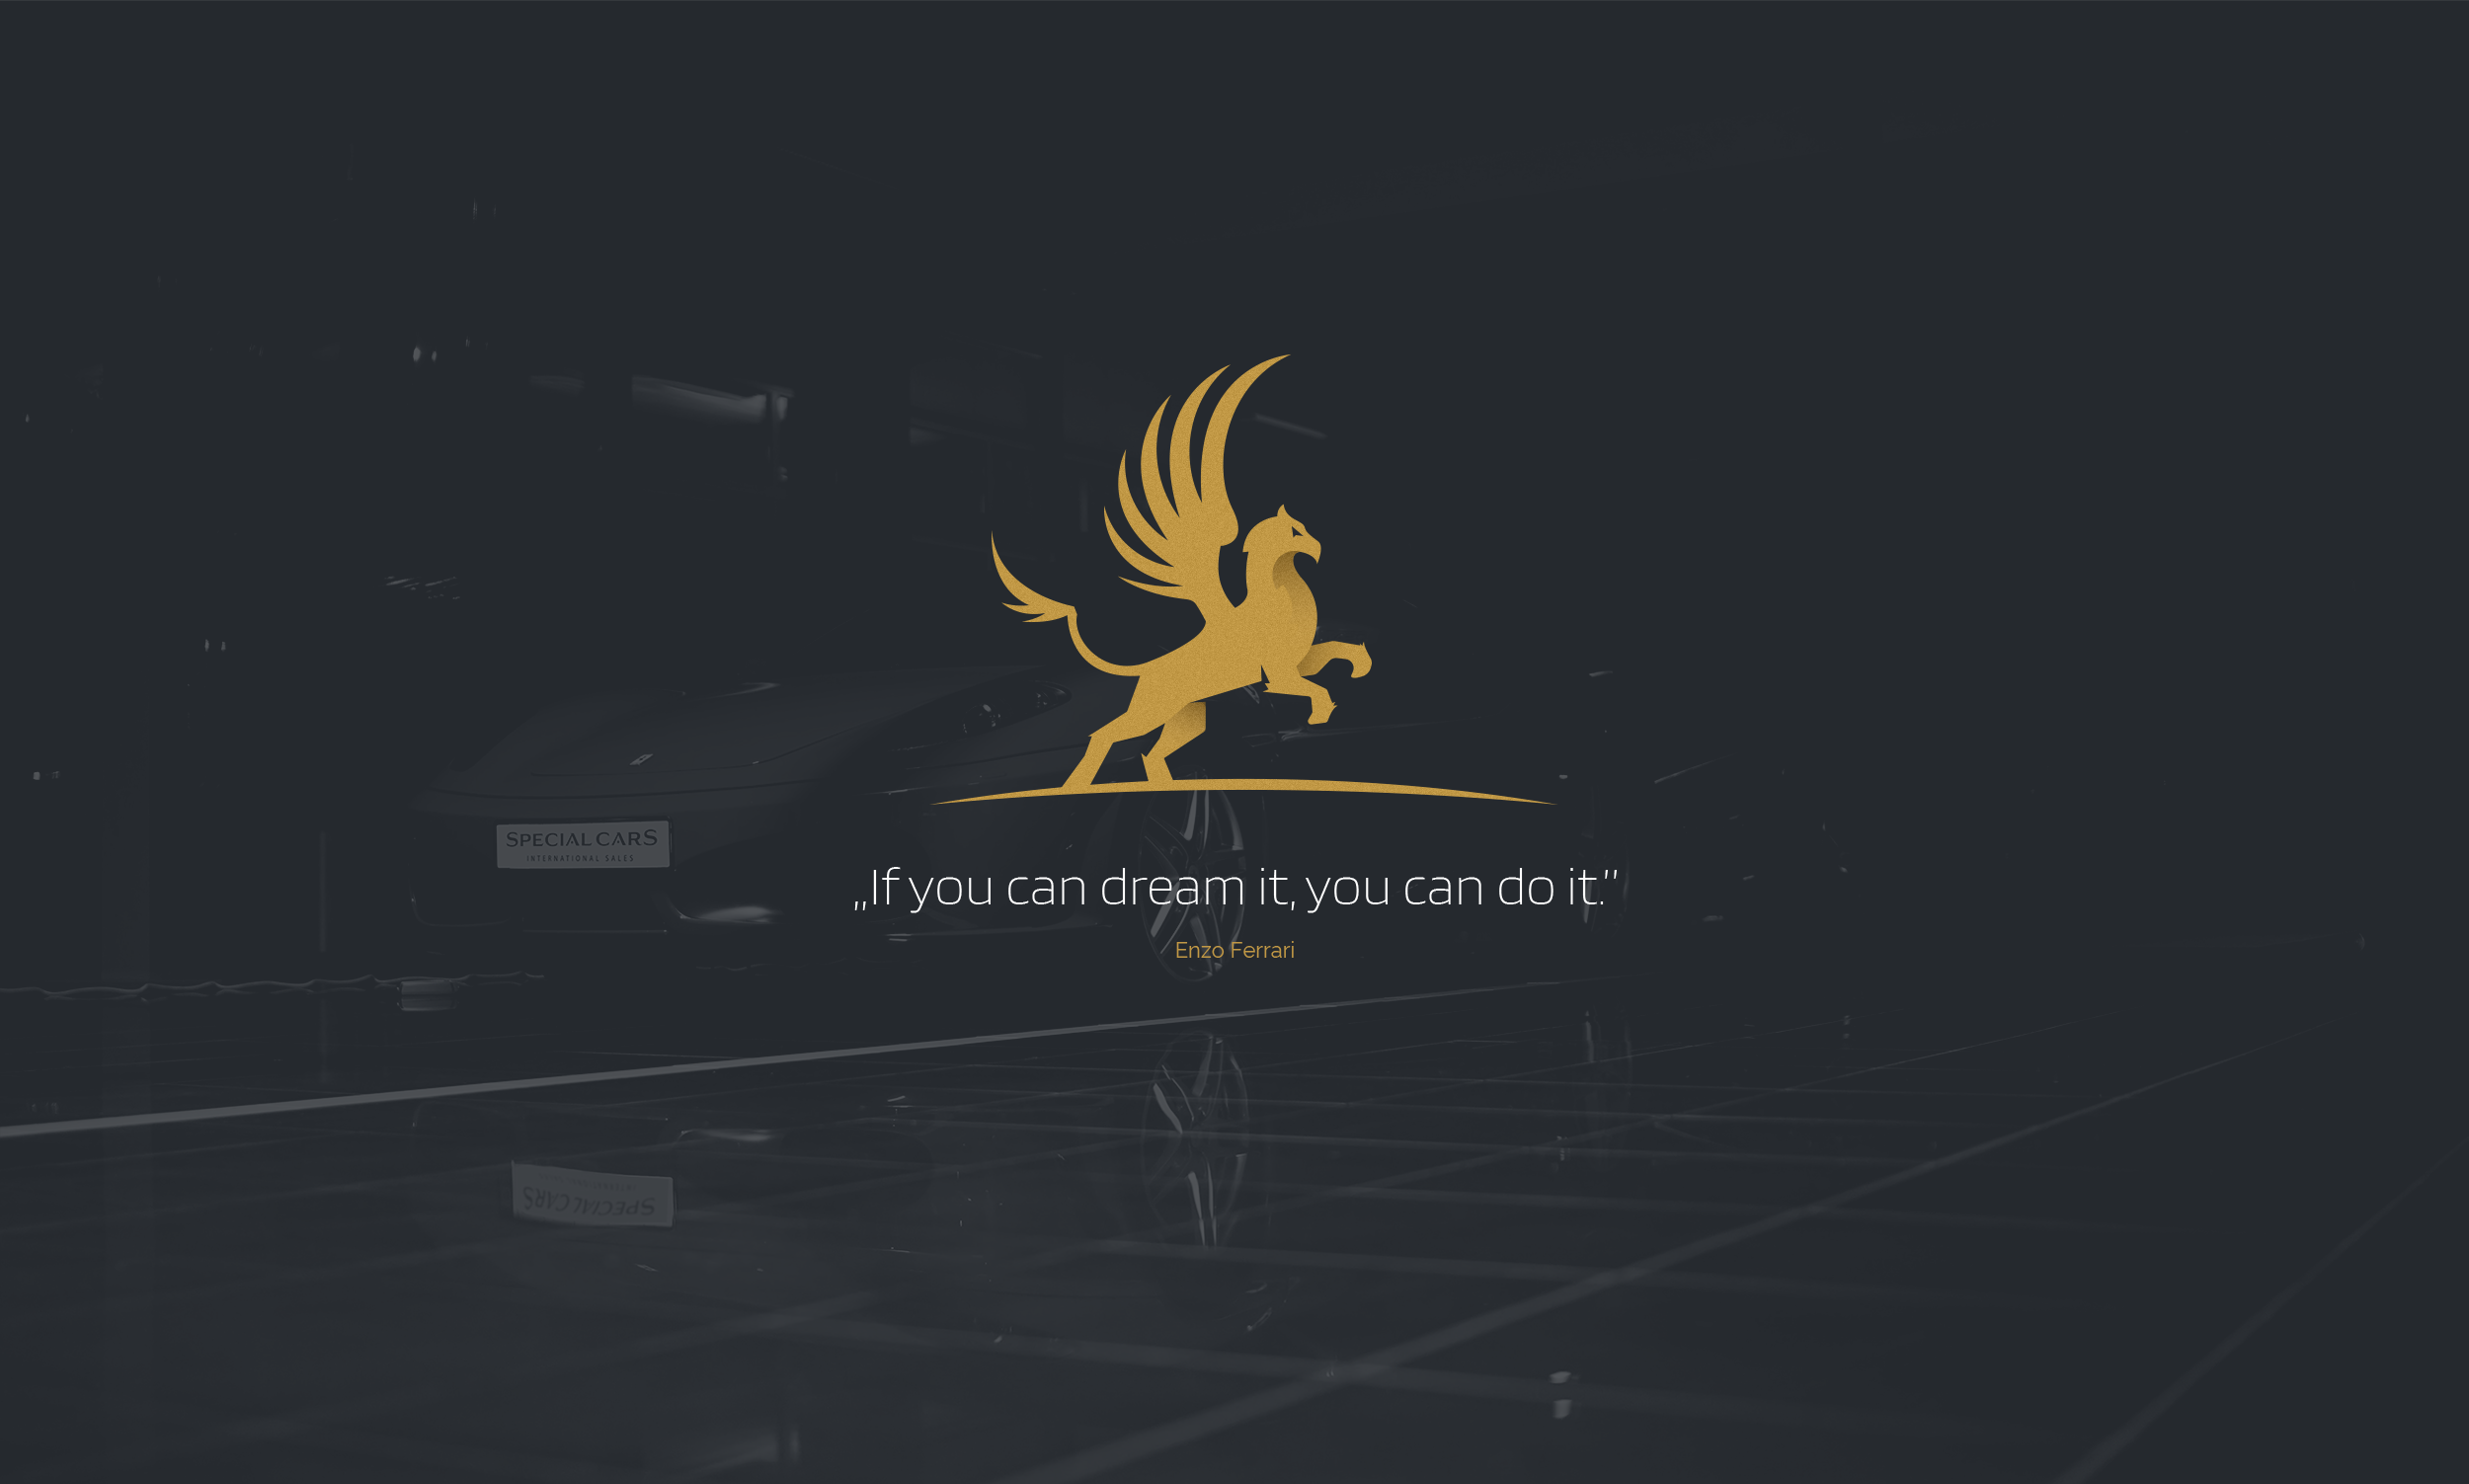 SPECIAL CARS
INTERNATIONAL SALES
„If you can dream it, you can do it.”
Enzo Ferrari
SPECIAL CARS